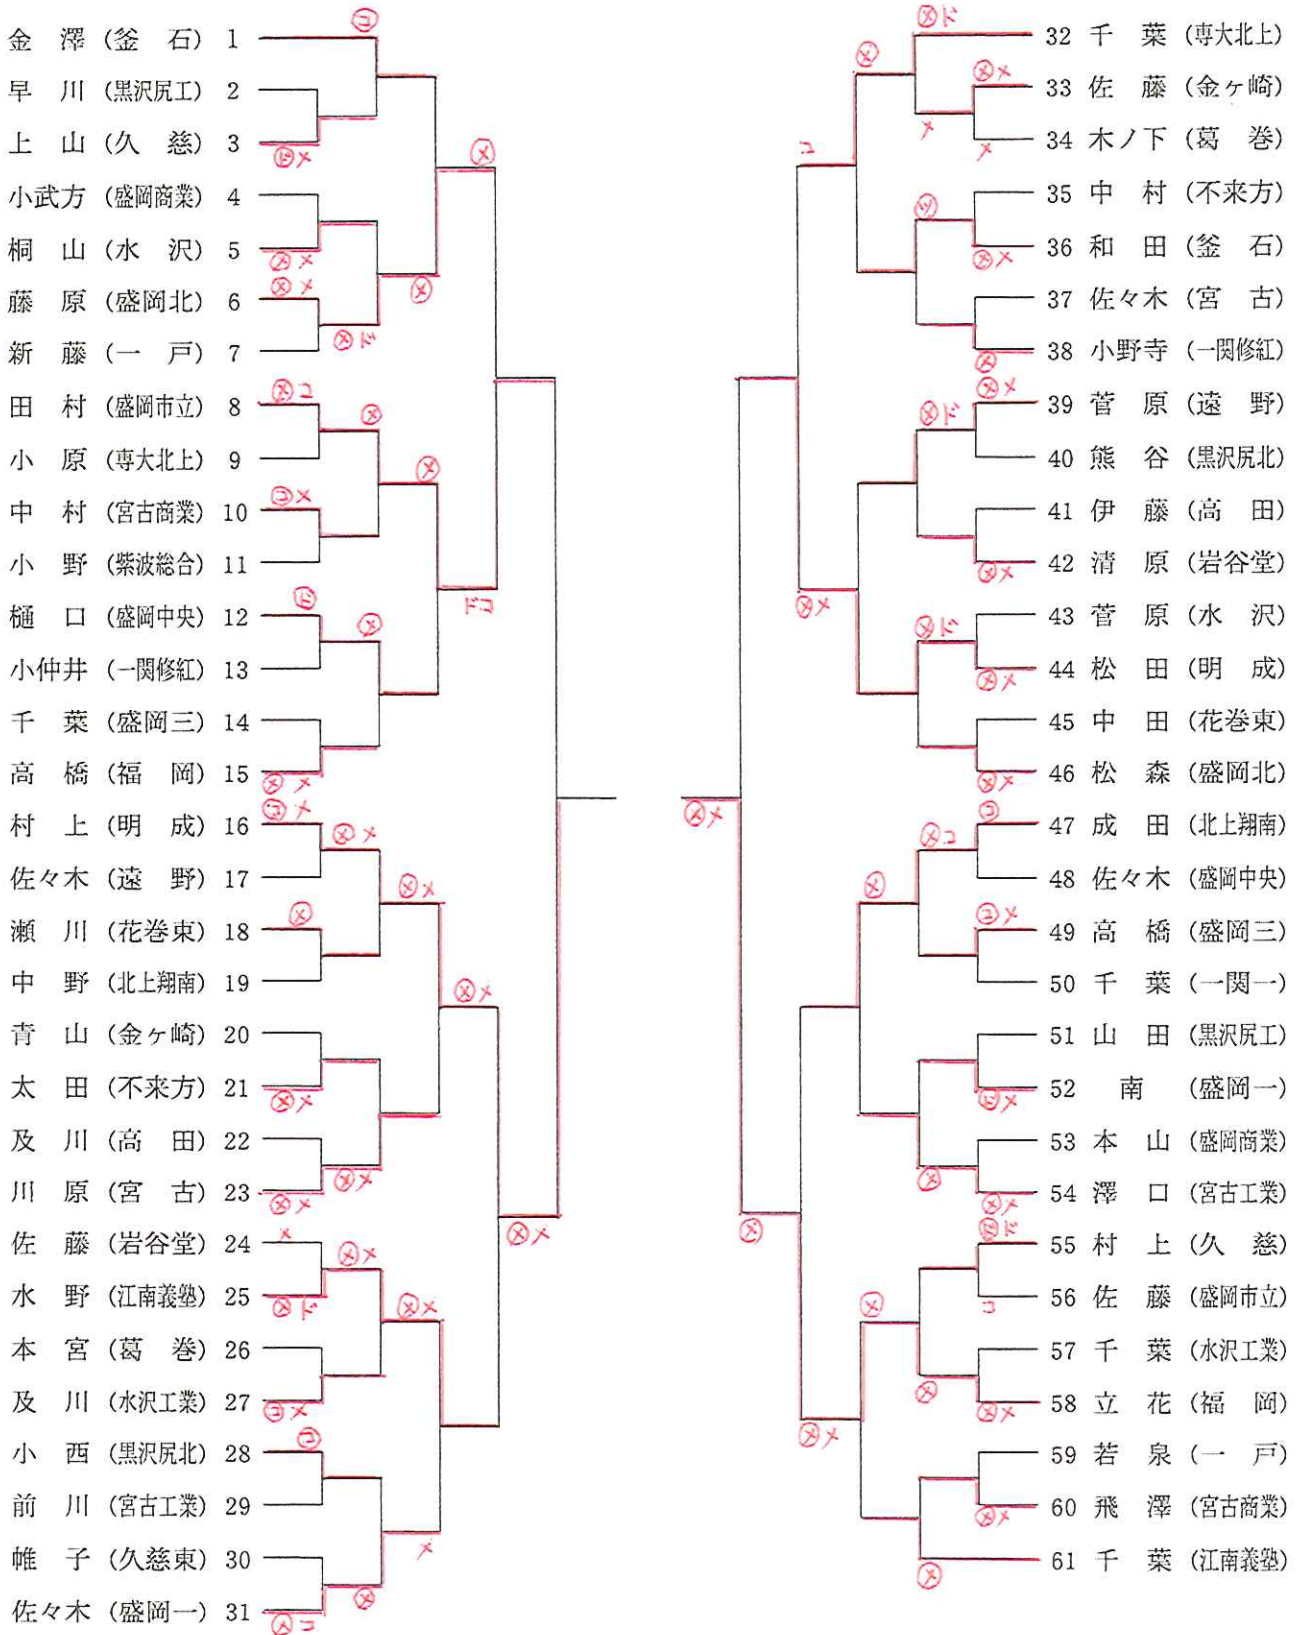 金澤 (釜石) 1
早川 (黒沢尻工) 2
上山 (久慈) 3
小武方 (盛岡商業) 4
桐山 (水沢) 5
藤原 (盛岡北) 6
新藤 (一戸) 7
田村 (盛岡市立) 8
小原 (専大北上) 9
中村 (宮古商業) 10
小野 (紫波総合) 11
樋口 (盛岡中央) 12
小仲井 (一関修紅) 13
千葉 (盛岡三) 14
高橋 (福岡) 15
村上 (明成) 16
佐々木 (遠野) 17
瀬川 (花巻東) 18
中野 (北上翔南) 19
青山 (金ヶ崎) 20
太田 (不来方) 21
及川 (高田) 22
川原 (宮古) 23
佐藤 (岩谷堂) 24
水野 (江南義塾) 25
本宮 (葛巻) 26
及川 (水沢工業) 27
小西 (黒沢尻北) 28
前川 (宮古工業) 29
帷子 (久慈東) 30
佐々木 (盛岡一) 31
32 千葉 (専大北上)
33 佐藤 (金ヶ崎)
34 木ノ下 (葛巻)
35 中村 (不来方)
36 和田 (釜石)
37 佐々木 (宮古)
38 小野寺 (一関修紅)
39 菅原 (遠野)
40 熊谷 (黒沢尻北)
41 伊藤 (高田)
42 清原 (岩谷堂)
43 菅原 (水沢)
44 松田 (明成)
45 中田 (花巻東)
46 松森 (盛岡北)
47 成田 (北上翔南)
48 佐々木 (盛岡中央)
49 高橋 (盛岡三)
50 千葉 (一関一)
51 山田 (黒沢尻工)
52 南 (盛岡一)
53 本山 (盛岡商業)
54 澤口 (宮古工業)
55 村上 (久慈)
56 佐藤 (盛岡市立)
57 千葉 (水沢工業)
58 立花 (福岡)
59 若泉 (一戸)
60 飛澤 (宮古商業)
61 千葉 (江南義塾)